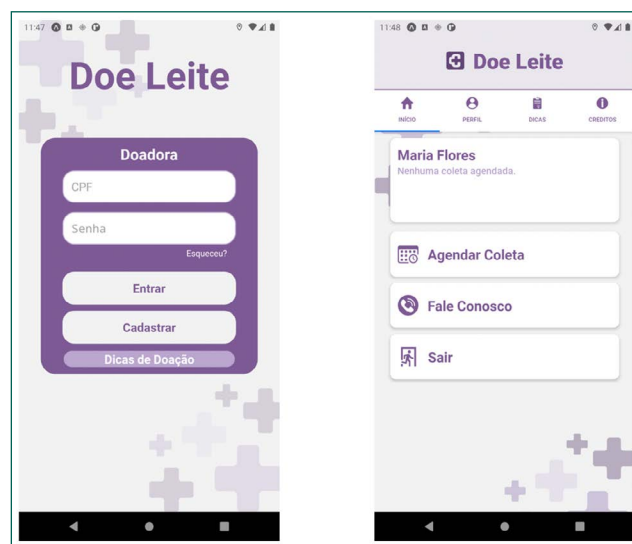 11:47
Doe Leite
Doadora
CPF
Senha
Esqueceu?
Entrar
Cadastrar
Dicas de Doação
11:48
Doe Leite
INÍCIO
PERFIL
DICAS
CREDITOS
Maria Flores
Nenhuma coleta agendada.
Agendar Coleta
Fale Conosco
Sair